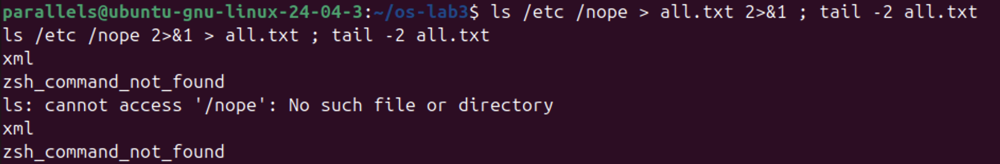 parallels@ubuntu-gnu-linux-24-04-3:~/os-lab3$ ls /etc /nope > all.txt 2>&1 ; tail -2 all.txt
ls /etc /nope 2>&1 > all.txt ; tail -2 all.txt
xml
zsh_command_not_found
ls: cannot access '/nope': No such file or directory
xml
zsh_command_not_found